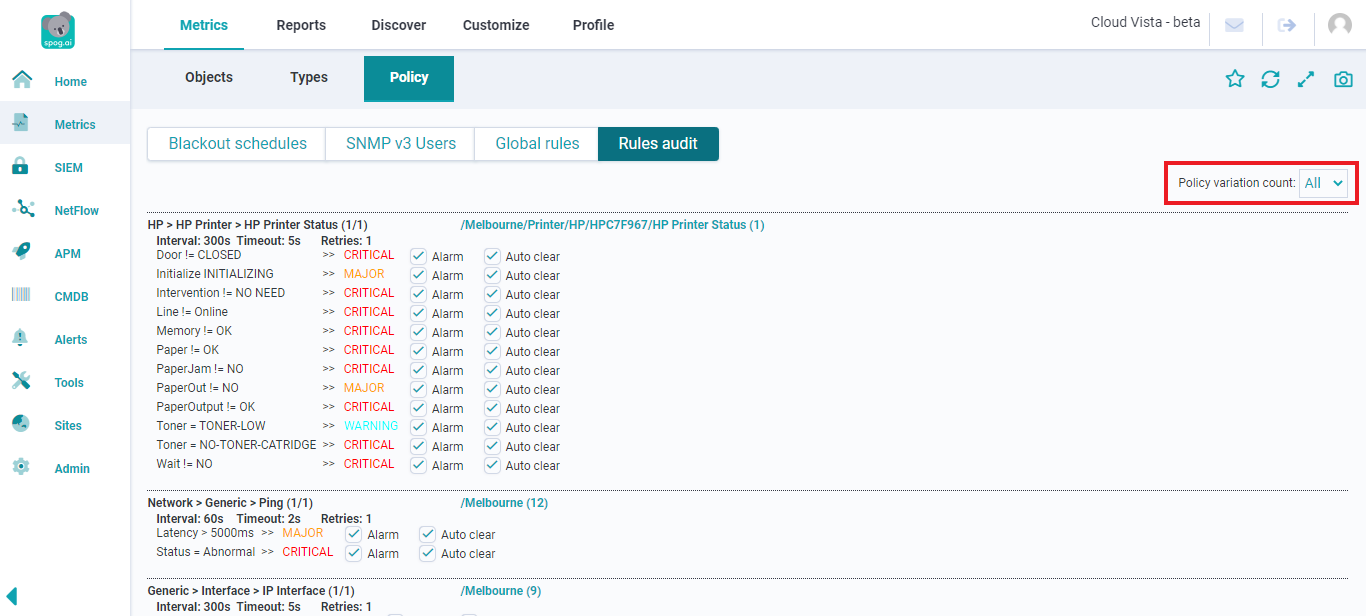 spog.ai
Metrics Reports Discover Customize Profile
Cloud Vista - beta
Objects Types Policy
Home
Metrics
SIEM
NetFlow
APM
CMDB
Alerts
Tools
Sites
Admin
Blackout schedules SNMP v3 Users Global rules Rules audit
Policy variation count: All
HP > HP Printer > HP Printer Status (1/1) /Melbourne/Printer/HP/HPC7F967/HP Printer Status (1)
Interval: 300s Timeout: 5s Retries: 1
Door != CLOSED >> CRITICAL Alarm Auto clear
Initialize INITIALIZING >> MAJOR Alarm Auto clear
Intervention != NO NEED >> CRITICAL Alarm Auto clear
Line != Online >> CRITICAL Alarm Auto clear
Memory != OK >> CRITICAL Alarm Auto clear
Paper != OK >> CRITICAL Alarm Auto clear
PaperJam != NO >> CRITICAL Alarm Auto clear
PaperOut != NO >> MAJOR Alarm Auto clear
PaperOutput != OK >> CRITICAL Alarm Auto clear
Toner = TONER-LOW >> WARNING Alarm Auto clear
Toner = NO-TONER-CATRIDGE >> CRITICAL Alarm Auto clear
Wait != NO >> CRITICAL Alarm Auto clear
Network > Generic > Ping (1/1) /Melbourne (12)
Interval: 60s Timeout: 2s Retries: 1
Latency > 5000ms >> MAJOR Alarm Auto clear
Status = Abnormal >> CRITICAL Alarm Auto clear
Generic > Interface > IP Interface (1/1) /Melbourne (9)
Interval: 300s Timeout: 5s Retries: 1